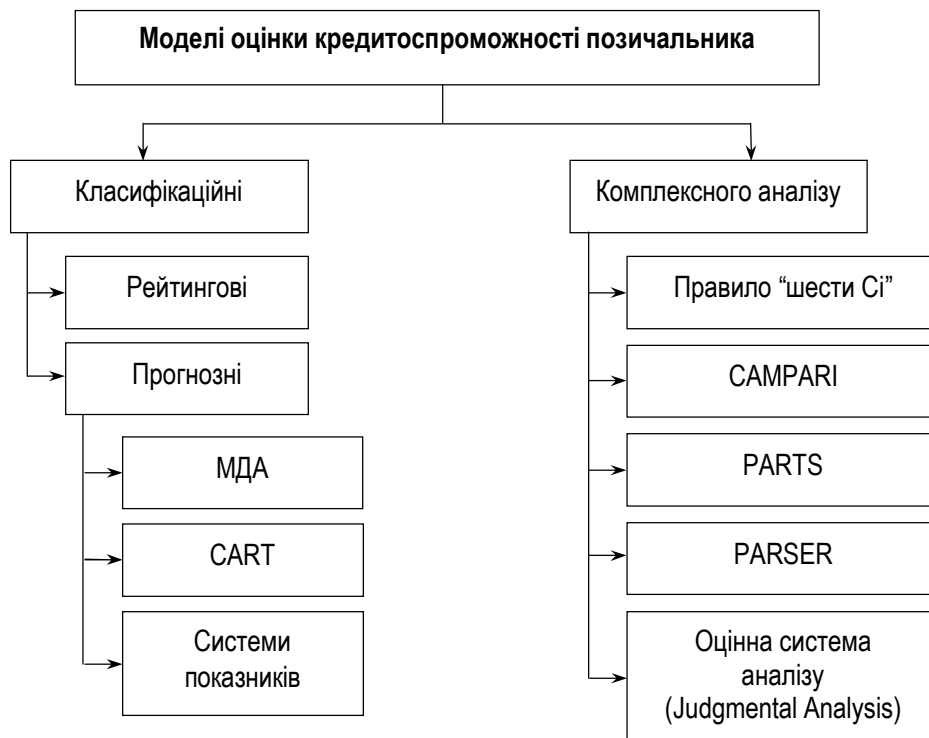 Моделі оцінки кредитоспроможності позичальника
Класифікаційні
Рейтингові
Прогнозні
МДА
CART
Системи
показників
Комплексного аналізу
Правило “шести Сі”
CAMPARI
PARTS
PARSER
Оцінна система
аналізу
(Judgmental Analysis)